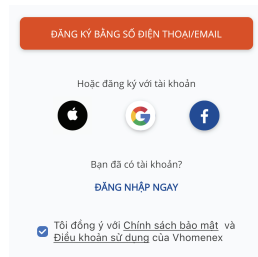 ĐĂNG KÝ BẰNG SỐ ĐIỆN THOẠI/EMAIL
Hoặc đăng ký với tài khoản
Bạn đã có tài khoản?
ĐĂNG NHẬP NGAY
Tôi đồng ý với Chính sách bảo mật và
Điều khoản sử dụng của Vhomenex